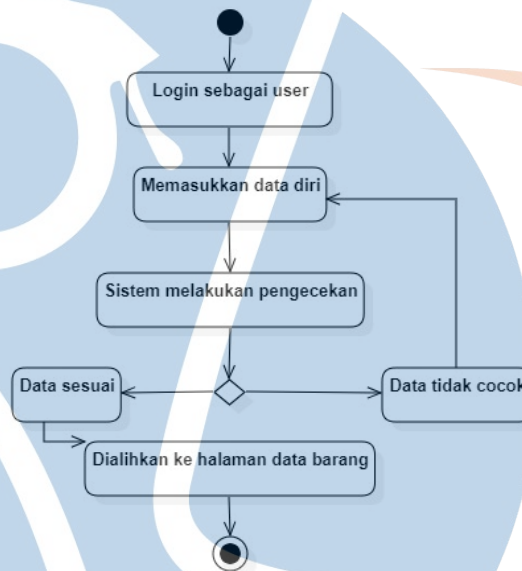 Login sebagai user
Memasukkan data diri
Sistem melakukan pengecekan
Data sesuai
Data tidak cocok
Dialihkan ke halaman data barang